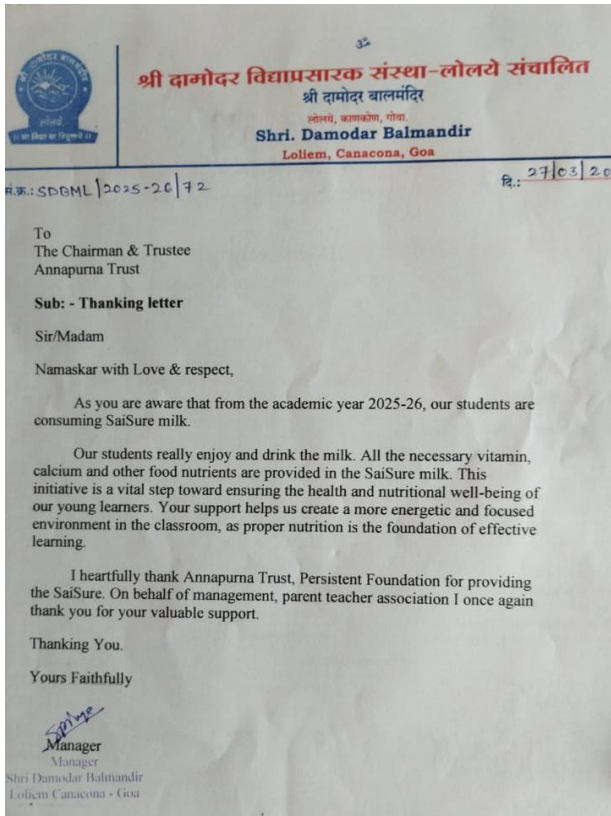 ॐ
श्री दामोदर बालमंदिर
लोलये
श्री दामोदर विद्याप्रसारक संस्था-लोलये संचालित
श्री दामोदर बालमंदिर
लोलये, काणकोण, गोवा.
Shri. Damodar Balmandir
Loliem, Canacona, Goa
सं.क्र.: SDBML/2025-26/72
दि.: 27/03/20
To
The Chairman & Trustee
Annapurna Trust
Sub: - Thanking letter
Sir/Madam
Namaskar with Love & respect,
As you are aware that from the academic year 2025-26, our students are
consuming SaiSure milk.
Our students really enjoy and drink the milk. All the necessary vitamin,
calcium and other food nutrients are provided in the SaiSure milk. This
initiative is a vital step toward ensuring the health and nutritional well-being of
our young learners. Your support helps us create a more energetic and focused
environment in the classroom, as proper nutrition is the foundation of effective
learning.
I heartfully thank Annapurna Trust, Persistent Foundation for providing
the SaiSure. On behalf of management, parent teacher association I once again
thank you for your valuable support.
Thanking You.
Yours Faithfully
Manager
Manager
Shri Damodar Balmandir
Loliem Canacona - Goa